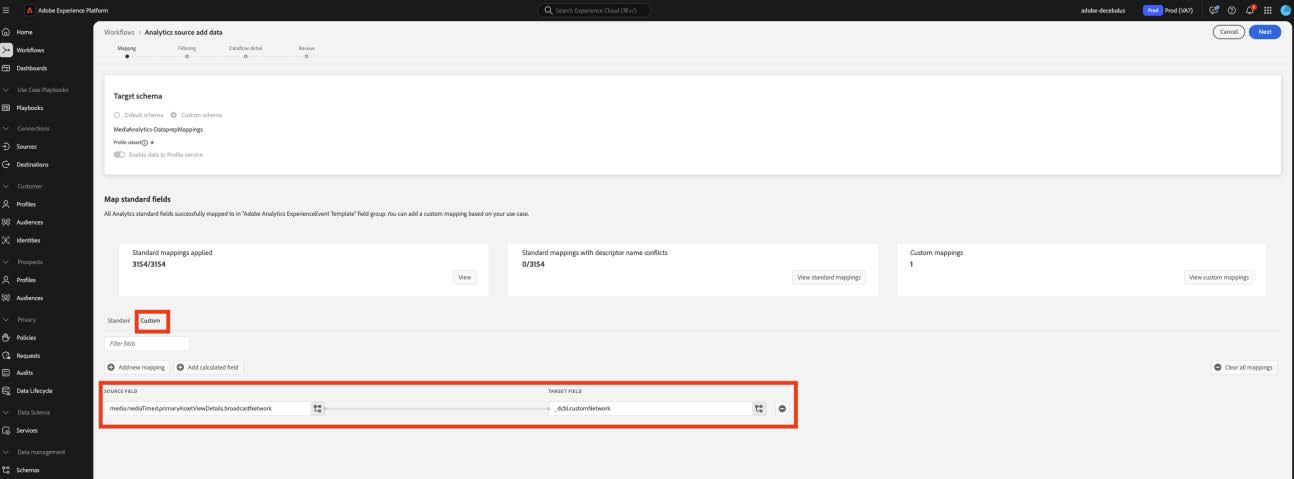 Adobe Experience Platform
Search Experience Cloud (⌘+/)
adobe-decebalus
Prod
Prod (VA7)
Home
Workflows
Dashboards
Use Case Playbooks
Playbooks
Connections
Sources
Destinations
Customer
Profiles
Audiences
Identities
Prospects
Profiles
Audiences
Privacy
Policies
Requests
Audits
Data Lifecycle
Data Science
Services
Data management
Schemas
Workflows > Analytics source add data
Cancel
Next
Mapping
Filtering
Dataflow detail
Review
Target schema
Default schema
Custom schema
MediaAnalytics-DataprepMappings
Profile dataset
Enable data to Profile service
Map standard fields
All Analytics standard fields successfully mapped to in "Adobe Analytics ExperienceEvent Template" field group. You can add a custom mapping based on your use case.
Standard mappings applied
3154/3154
View
Standard mappings with descriptor name conflicts
0/3154
View standard mappings
Custom mappings
1
View custom mappings
Standard
Custom
Filter fields
Add new mapping
Add calculated field
Clear all mappings
SOURCE FIELD
TARGET FIELD
media.mediaTimed.primaryAssetViewDetails.broadcastNetwork
_dcbl.customNetwork